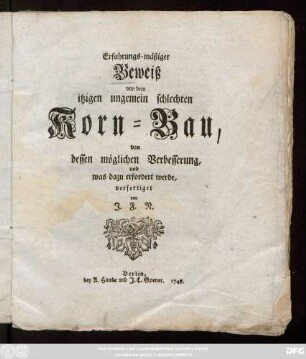 Erfahrungs-mäßiger
Beweiß
von dem
itzigen ungemein schlechten
Korn-Bau,
von
dessen möglichen Verbesserung,
und
was dazu erfordert werde,
verfertiget
von
J. F. N.
Berlin,
bey A. Haude und J.C. Spener. 1748.